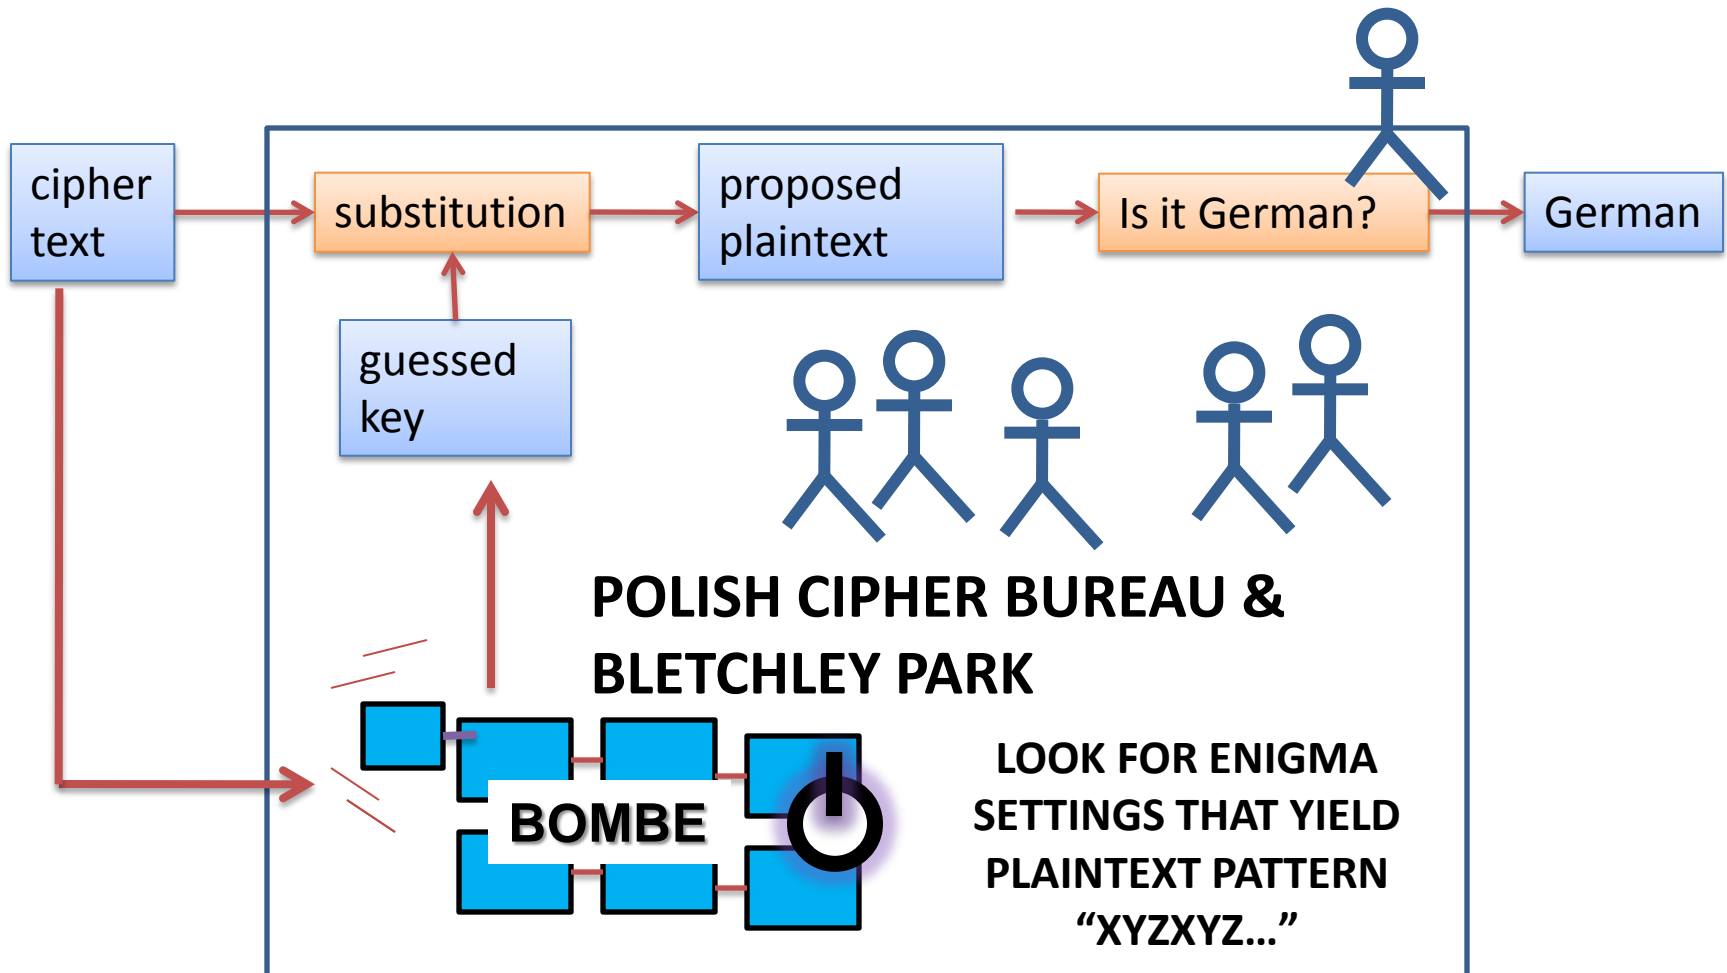 cipher
text
substitution
proposed
plaintext
Is it German?
German
guessed
key
POLISH CIPHER BUREAU &
BLETCHLEY PARK
BOMBE
LOOK FOR ENIGMA
SETTINGS THAT YIELD
PLAINTEXT PATTERN
“XYZXYZ…”